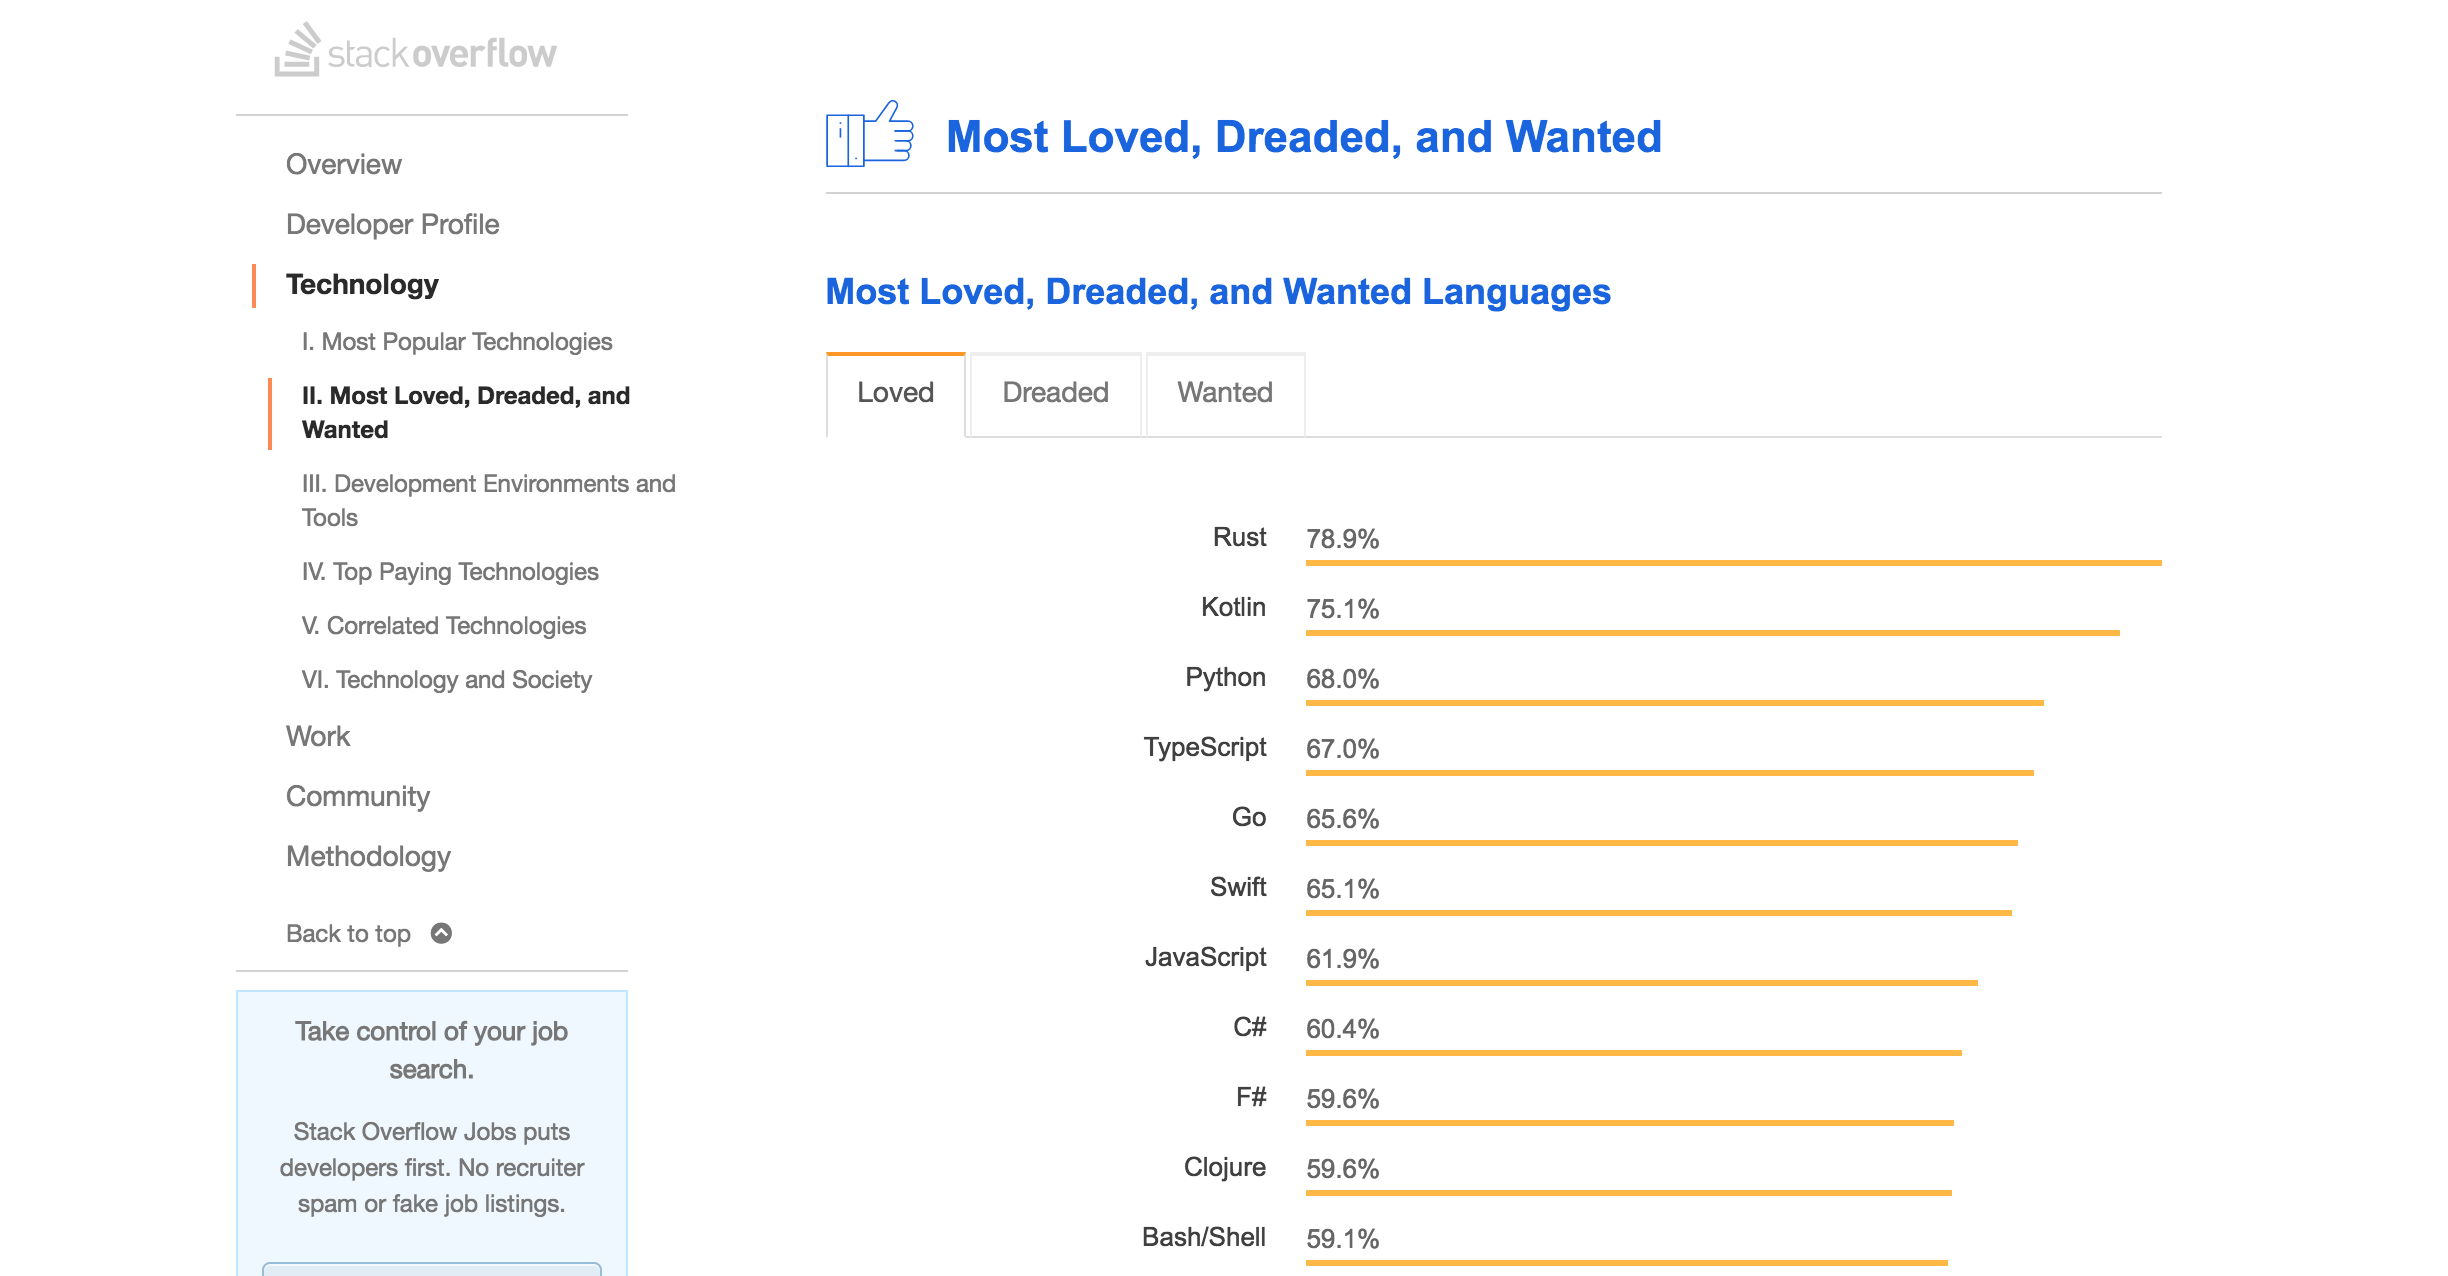 stackoverflow
Overview
Developer Profile
Technology
I. Most Popular Technologies
II. Most Loved, Dreaded, and
Wanted
III. Development Environments and
Tools
IV. Top Paying Technologies
V. Correlated Technologies
VI. Technology and Society
Work
Community
Methodology
Back to top
Take control of your job
search.
Stack Overflow Jobs puts
developers first. No recruiter
spam or fake job listings.
Most Loved, Dreaded, and Wanted
Most Loved, Dreaded, and Wanted Languages
Loved Dreaded Wanted
Rust 78.9%
Kotlin 75.1%
Python 68.0%
TypeScript 67.0%
Go 65.6%
Swift 65.1%
JavaScript 61.9%
C# 60.4%
F# 59.6%
Clojure 59.6%
Bash/Shell 59.1%